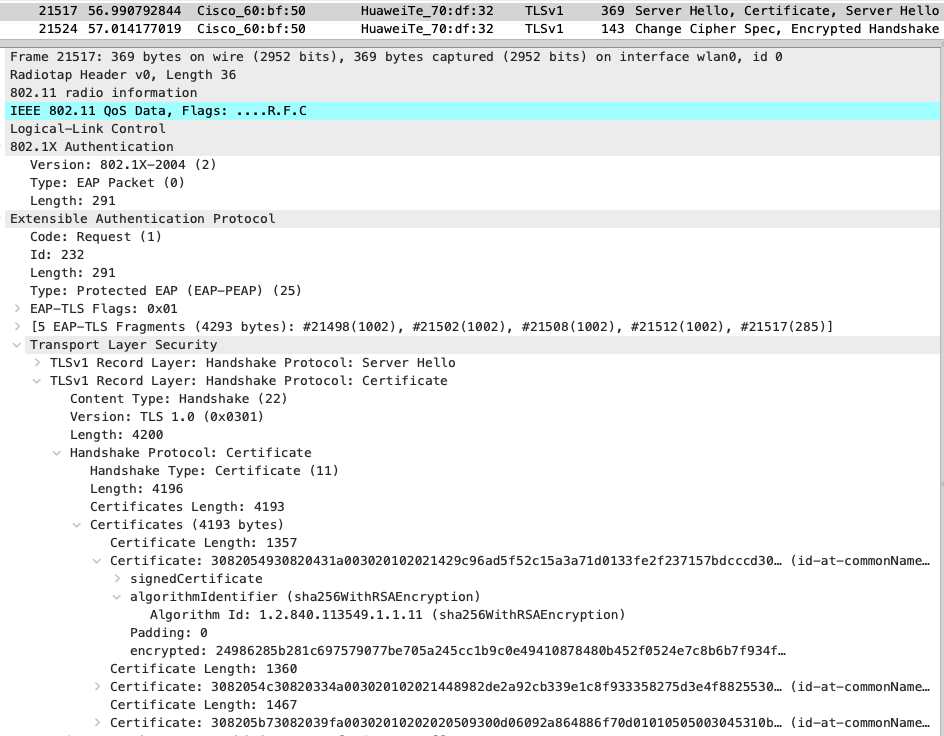 21517 56.990792844 Cisco_60:bf:50 HuaweiTe_70:df:32 TLSv1 369 Server Hello, Certificate, Server Hello
21524 57.014177019 Cisco_60:bf:50 HuaweiTe_70:df:32 TLSv1 143 Change Cipher Spec, Encrypted Handshake
Frame 21517: 369 bytes on wire (2952 bits), 369 bytes captured (2952 bits) on interface wlan0, id 0
Radiotap Header v0, Length 36
802.11 radio information
IEEE 802.11 QoS Data, Flags: ....R.F.C
Logical-Link Control
802.1X Authentication
Version: 802.1X-2004 (2)
Type: EAP Packet (0)
Length: 291
Extensible Authentication Protocol
Code: Request (1)
Id: 232
Length: 291
Type: Protected EAP (EAP-PEAP) (25)
EAP-TLS Flags: 0x01
[5 EAP-TLS Fragments (4293 bytes): #21498(1002), #21502(1002), #21508(1002), #21512(1002), #21517(285)]
Transport Layer Security
TLSv1 Record Layer: Handshake Protocol: Server Hello
TLSv1 Record Layer: Handshake Protocol: Certificate
Content Type: Handshake (22)
Version: TLS 1.0 (0x0301)
Length: 4200
Handshake Protocol: Certificate
Handshake Type: Certificate (11)
Length: 4196
Certificates Length: 4193
Certificates (4193 bytes)
Certificate Length: 1357
Certificate: 3082054930820431a003020102021429c96ad5f52c15a3a71d0133fe2f237157bdcccd30… (id-at-commonName…
signedCertificate
algorithmIdentifier (sha256WithRSAEncryption)
Algorithm Id: 1.2.840.113549.1.1.11 (sha256WithRSAEncryption)
Padding: 0
encrypted: 24986285b281c697579077be705a245cc1b9c0e49410878480b452f0524e7c8b6b7f934f…
Certificate Length: 1360
Certificate: 3082054c30820334a003020102021448982de2a92cb339e1c8f933358275d3e4f8825530… (id-at-commonName…
Certificate Length: 1467
Certificate: 308205b73082039fa00302010202020509300d06092a864886f70d01010505003045310b… (id-at-commonName…